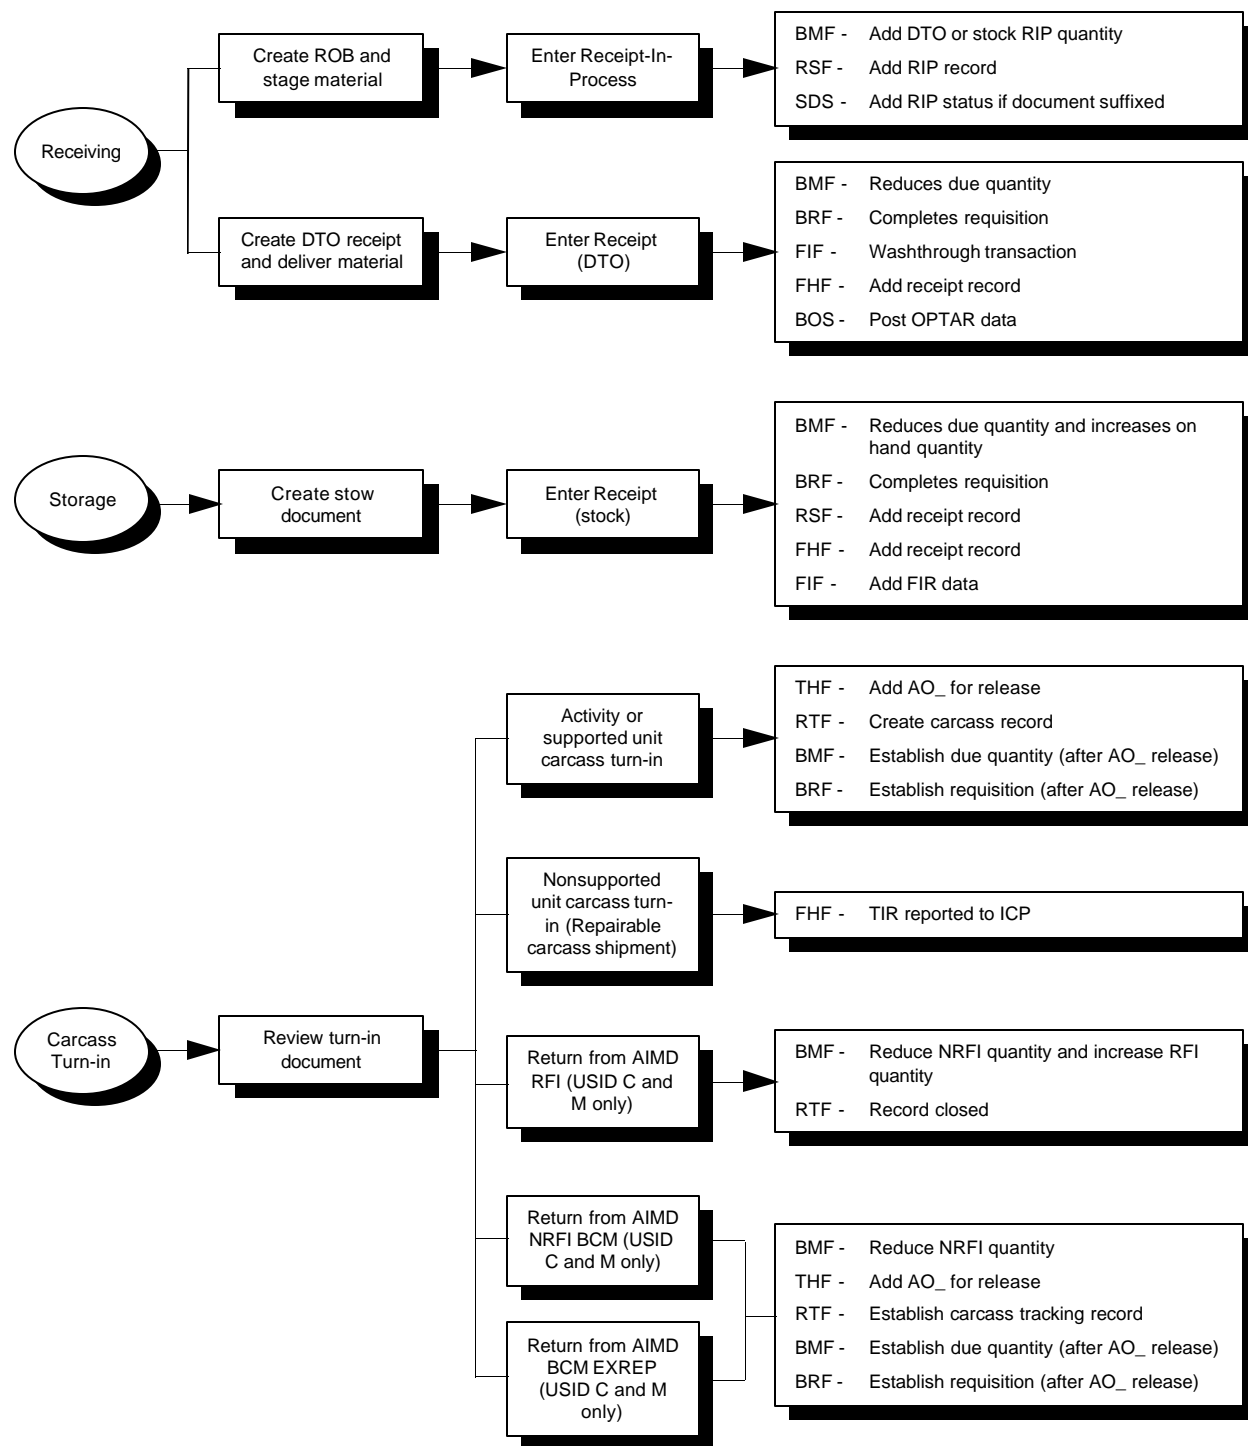 Receiving
Create ROB and
stage material
Enter Receipt-In-
Process
BMF - Add DTO or stock RIP quantity
RSF - Add RIP record
SDS - Add RIP status if document suffixed
Create DTO receipt
and deliver material
Enter Receipt
(DTO)
BMF - Reduces due quantity
BRF - Completes requisition
FIF - Washthrough transaction
FHF - Add receipt record
BOS - Post OPTAR data
Storage
Create stow
document
Enter Receipt
(stock)
BMF - Reduces due quantity and increases on
hand quantity
BRF - Completes requisition
RSF - Add receipt record
FHF - Add receipt record
FIF - Add FIR data
Carcass
Turn-in
Review turn-in
document
Activity or
supported unit
carcass turn-in
THF - Add AO_ for release
RTF - Create carcass record
BMF - Establish due quantity (after AO_ release)
BRF - Establish requisition (after AO_ release)
Nonsupported
unit carcass turn-
in (Repairable
carcass shipment)
FHF - TIR reported to ICP
Return from AIMD
RFI (USID C and
M only)
BMF - Reduce NRFI quantity and increase RFI
quantity
RTF - Record closed
Return from AIMD
NRFI BCM (USID
C and M only)
Return from AIMD
BCM EXREP
(USID C and M
only)
BMF - Reduce NRFI quantity
THF - Add AO_ for release
RTF - Establish carcass tracking record
BMF - Establish due quantity (after AO_ release)
BRF - Establish requisition (after AO_ release)